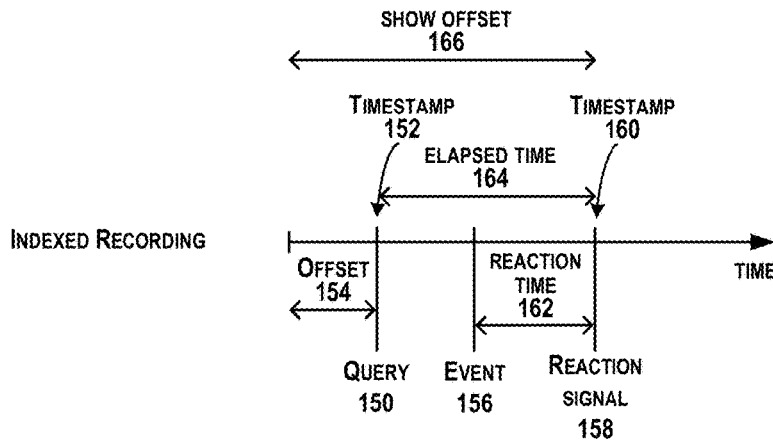 SHOW OFFSET
166
TIMESTAMP
152
TIMESTAMP
160
ELAPSED TIME
164
INDEXED RECORDING
OFFSET
154
REACTION
TIME
162
TIME
QUERY
150
EVENT
156
REACTION
SIGNAL
158